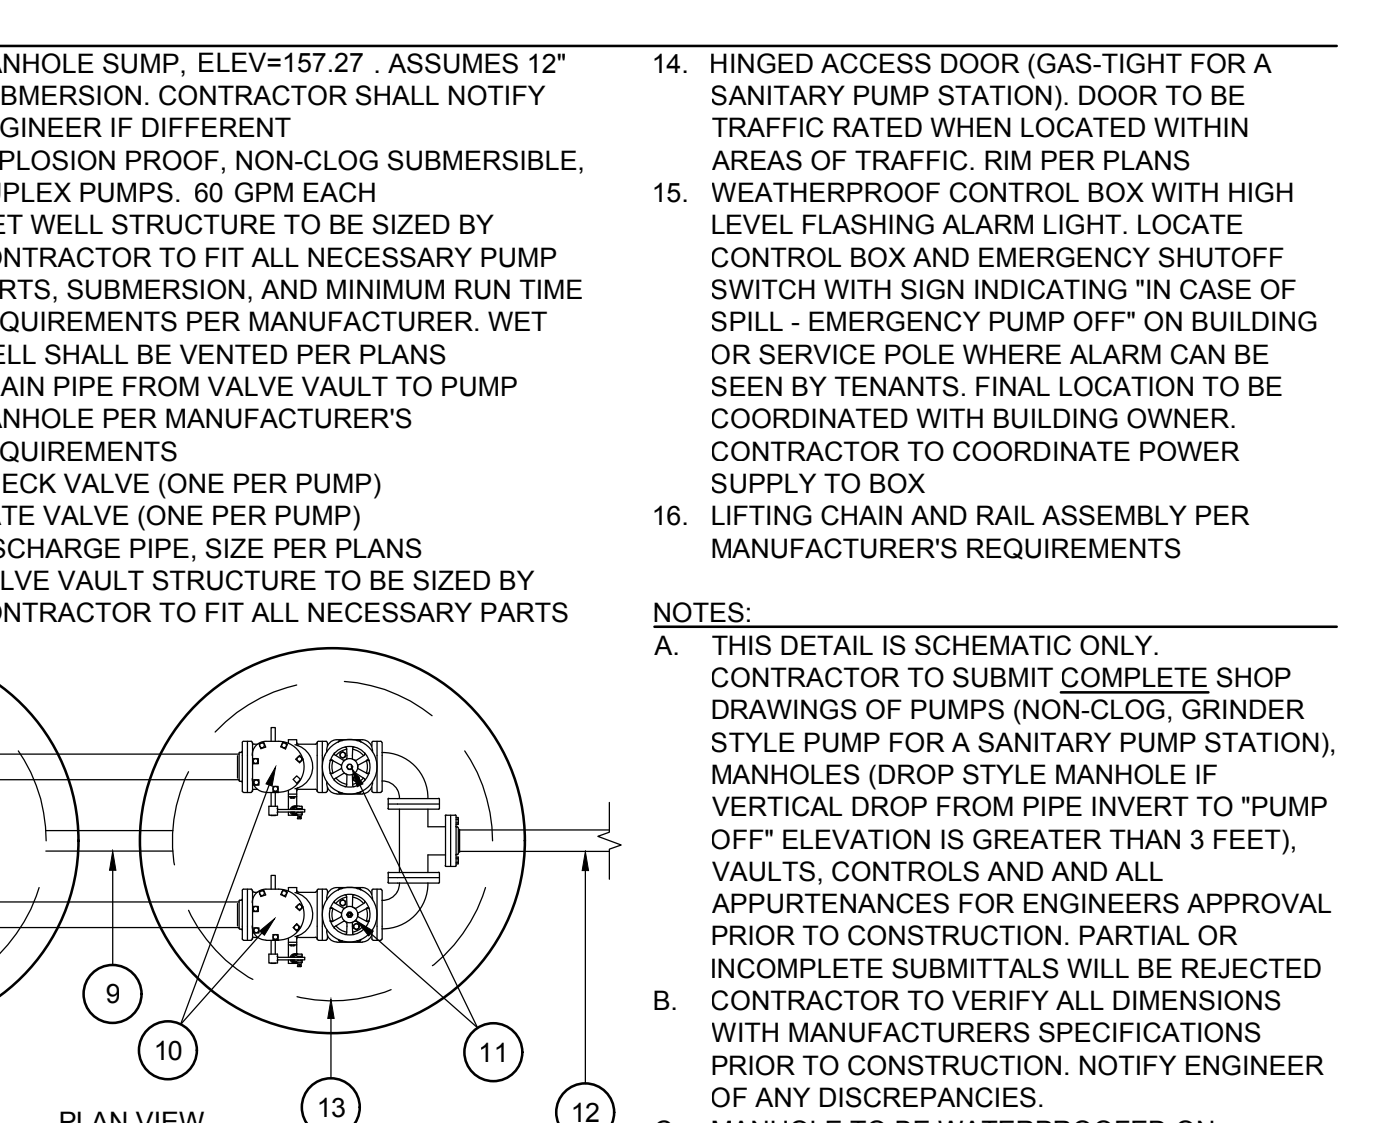 ANHOLE SUMP, ELEV=157.27 . ASSUMES 12"
BMERSION. CONTRACTOR SHALL NOTIFY
GINEER IF DIFFERENT
PLOSION PROOF, NON-CLOG SUBMERSIBLE,
PLEX PUMPS. 60 GPM EACH
ET WELL STRUCTURE TO BE SIZED BY
ONTRACTOR TO FIT ALL NECESSARY PUMP
RTS, SUBMERSION, AND MINIMUM RUN TIME
QUIREMENTS PER MANUFACTURER. WET
ELL SHALL BE VENTED PER PLANS
AIN PIPE FROM VALVE VAULT TO PUMP
ANHOLE PER MANUFACTURER'S
QUIREMENTS
ECK VALVE (ONE PER PUMP)
TE VALVE (ONE PER PUMP)
SCHARGE PIPE, SIZE PER PLANS
LVE VAULT STRUCTURE TO BE SIZED BY
ONTRACTOR TO FIT ALL NECESSARY PARTS
9
10
11
13
12
PLAN VIEW
14. HINGED ACCESS DOOR (GAS-TIGHT FOR A
SANITARY PUMP STATION). DOOR TO BE
TRAFFIC RATED WHEN LOCATED WITHIN
AREAS OF TRAFFIC. RIM PER PLANS
15. WEATHERPROOF CONTROL BOX WITH HIGH
LEVEL FLASHING ALARM LIGHT. LOCATE
CONTROL BOX AND EMERGENCY SHUTOFF
SWITCH WITH SIGN INDICATING "IN CASE OF
SPILL - EMERGENCY PUMP OFF" ON BUILDING
OR SERVICE POLE WHERE ALARM CAN BE
SEEN BY TENANTS. FINAL LOCATION TO BE
COORDINATED WITH BUILDING OWNER.
CONTRACTOR TO COORDINATE POWER
SUPPLY TO BOX
16. LIFTING CHAIN AND RAIL ASSEMBLY PER
MANUFACTURER'S REQUIREMENTS
NOTES:
A. THIS DETAIL IS SCHEMATIC ONLY.
CONTRACTOR TO SUBMIT COMPLETE SHOP
DRAWINGS OF PUMPS (NON-CLOG, GRINDER
STYLE PUMP FOR A SANITARY PUMP STATION),
MANHOLES (DROP STYLE MANHOLE IF
VERTICAL DROP FROM PIPE INVERT TO "PUMP
OFF" ELEVATION IS GREATER THAN 3 FEET),
VAULTS, CONTROLS AND AND ALL
APPURTENANCES FOR ENGINEERS APPROVAL
PRIOR TO CONSTRUCTION. PARTIAL OR
INCOMPLETE SUBMITTALS WILL BE REJECTED
B. CONTRACTOR TO VERIFY ALL DIMENSIONS
WITH MANUFACTURERS SPECIFICATIONS
PRIOR TO CONSTRUCTION. NOTIFY ENGINEER
OF ANY DISCREPANCIES.
C. MANHOLE TO BE WATERPROOFED ON